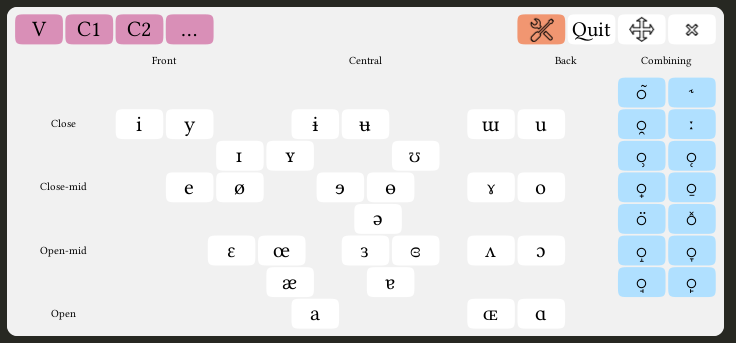 V C1 C2 ... Quit
Front Central Back Combining
õ ˞
Close i y ɨ ʉ ɯ u o̯ ː
ɪ ʏ ʊ o̹ o̜
Close-mid e ø ɘ ɵ ɤ o o̟ o̠
ə ö o̽
Open-mid ɛ œ ɜ ɞ ʌ ɔ o̝ o̞
æ ɐ o̘ o̙
Open a ɶ ɑ